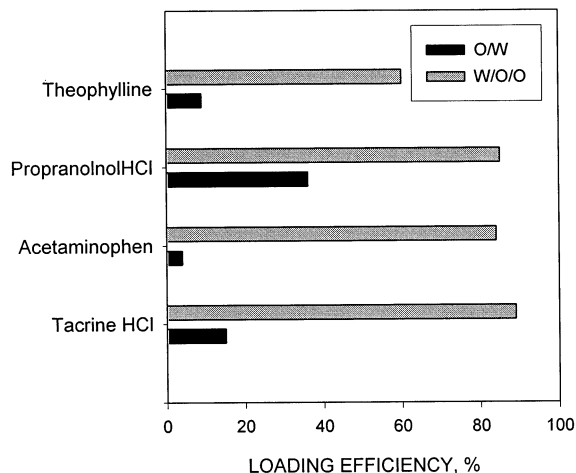 O/W
W/O/O
Theophylline
PropranolnolHCl
Acetaminophen
Tacrine HCl
0 20 40 60 80 100
LOADING EFFICIENCY, %